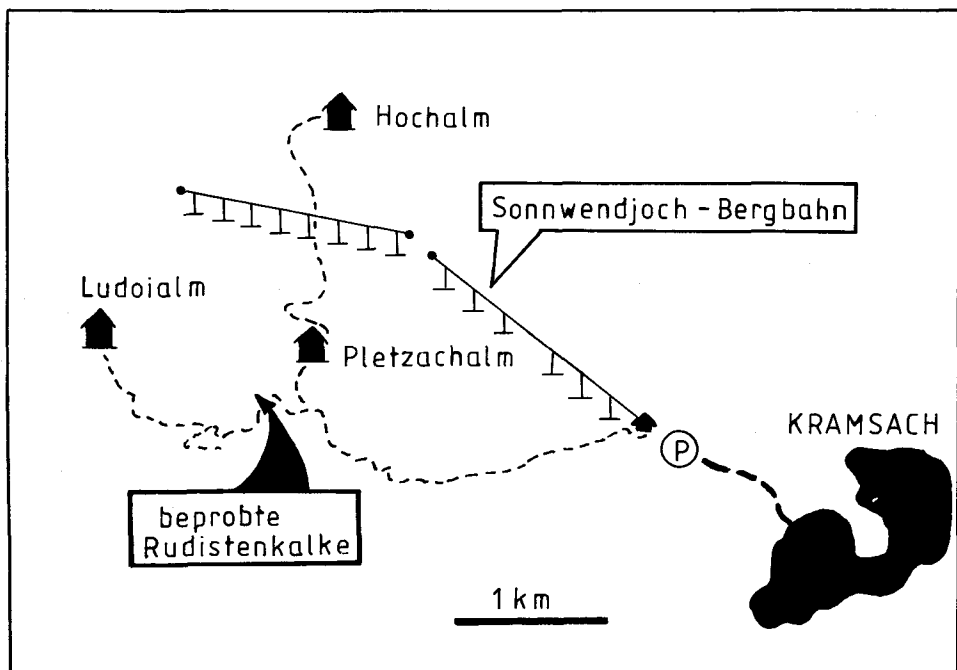 Hochalm
Sonnwendjoch - Bergbahn
Ludoialm
Pletzachalm
KRAMSACH
P
beprobte
Rudistenkalke
1 km